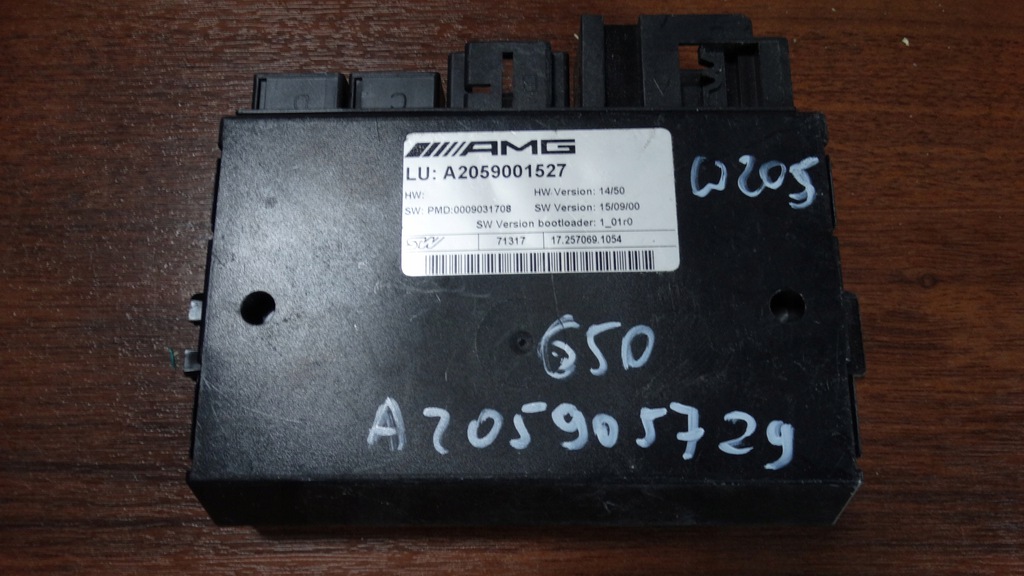 AMG
LU: A2059001527
HW: HW Version: 14/50
SW: PMD:0009031708 SW Version: 15/09/00
SW Version bootloader: 1_01r0
71317 17.257069.1054
W205
650
A205905729